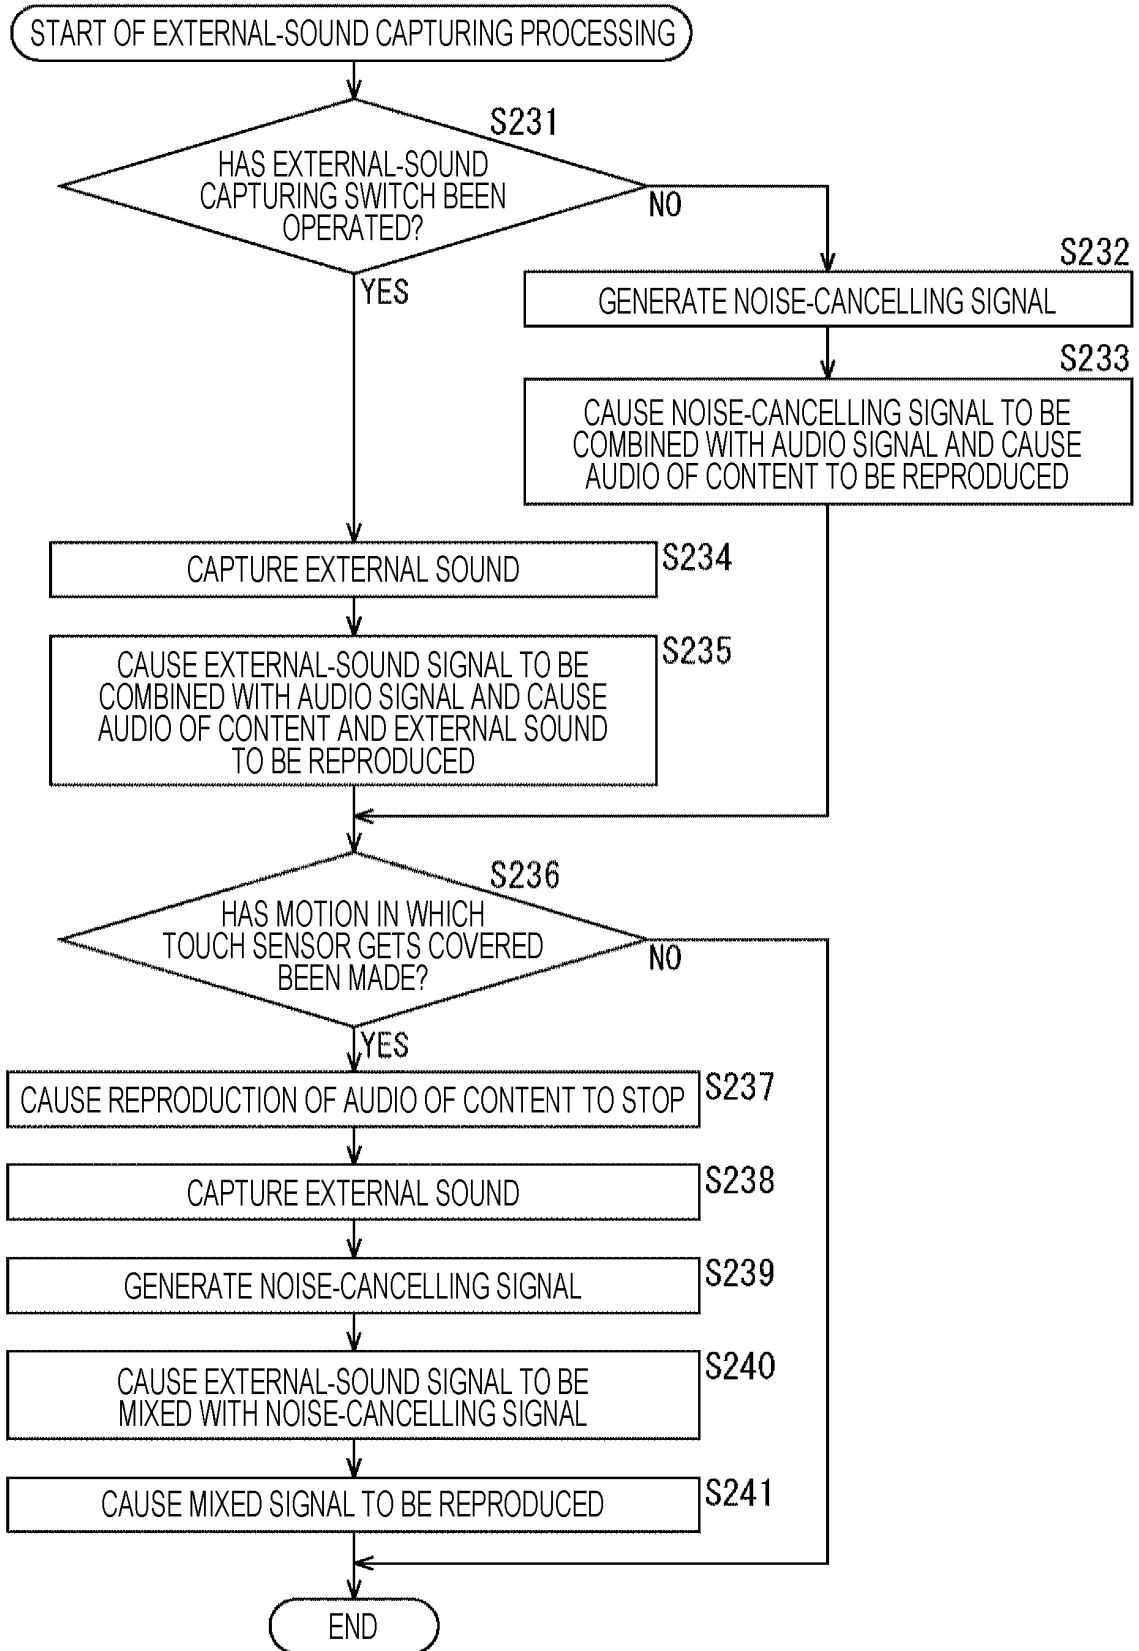 START OF EXTERNAL-SOUND CAPTURING PROCESSING
S231
HAS EXTERNAL-SOUND
CAPTURING SWITCH BEEN
OPERATED?
NO
YES
S232
GENERATE NOISE-CANCELLING SIGNAL
S233
CAUSE NOISE-CANCELLING SIGNAL TO BE
COMBINED WITH AUDIO SIGNAL AND CAUSE
AUDIO OF CONTENT TO BE REPRODUCED
CAPTURE EXTERNAL SOUND
S234
S235
CAUSE EXTERNAL-SOUND SIGNAL TO BE
COMBINED WITH AUDIO SIGNAL AND CAUSE
AUDIO OF CONTENT AND EXTERNAL SOUND
TO BE REPRODUCED
S236
HAS MOTION IN WHICH
TOUCH SENSOR GETS COVERED
BEEN MADE?
NO
YES
CAUSE REPRODUCTION OF AUDIO OF CONTENT TO STOP
S237
CAPTURE EXTERNAL SOUND
S238
GENERATE NOISE-CANCELLING SIGNAL
S239
CAUSE EXTERNAL-SOUND SIGNAL TO BE
MIXED WITH NOISE-CANCELLING SIGNAL
S240
CAUSE MIXED SIGNAL TO BE REPRODUCED
S241
END